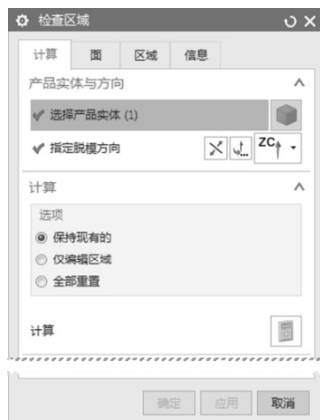 检查区域
计算 面 区域 信息
产品实体与方向
选择产品实体 (1)
指定脱模方向 ZC
计算
选项
保持现有的
仅编辑区域
全部重置
计算
确定 应用 取消